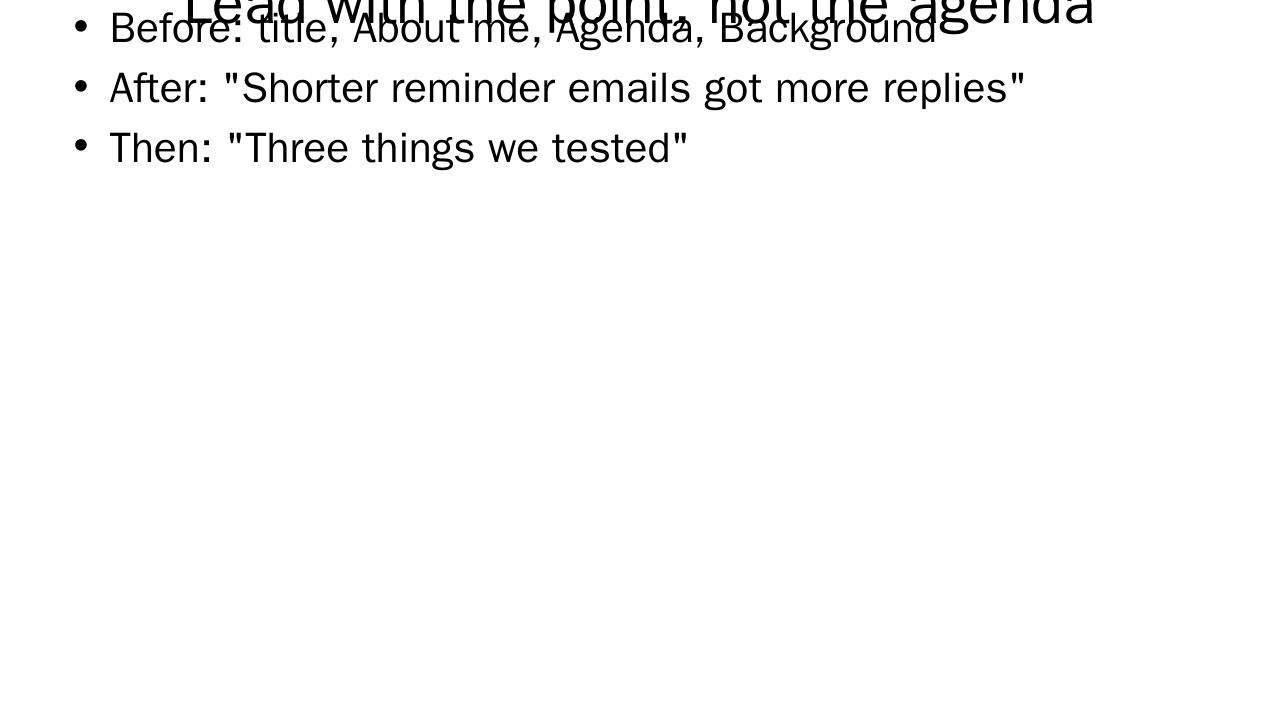 Lead with the point, not the agenda
• Before: title, About me, Agenda, Background
• After: "Shorter reminder emails got more replies"
• Then: "Three things we tested"